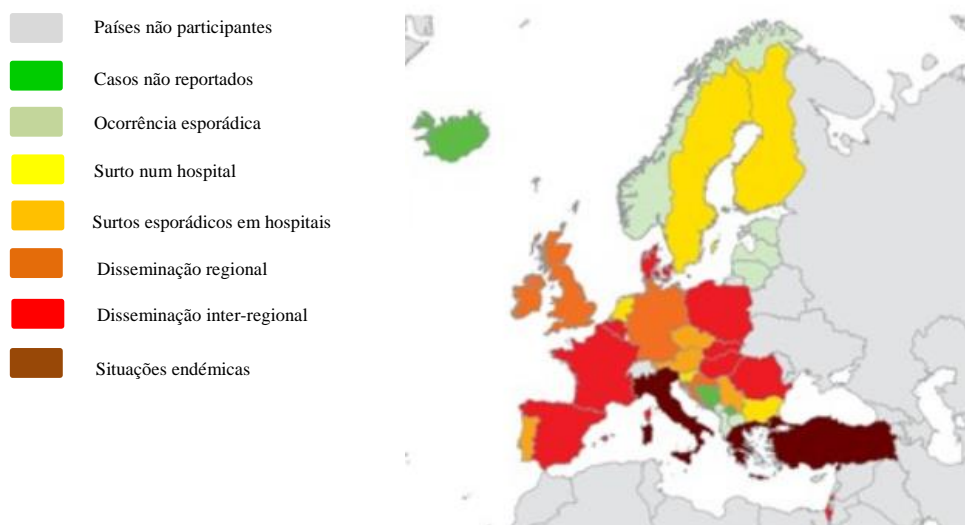 Países não participantes
Casos não reportados
Ocorrência esporádica
Surto num hospital
Surtos esporádicos em hospitais
Disseminação regional
Disseminação inter-regional
Situações endémicas